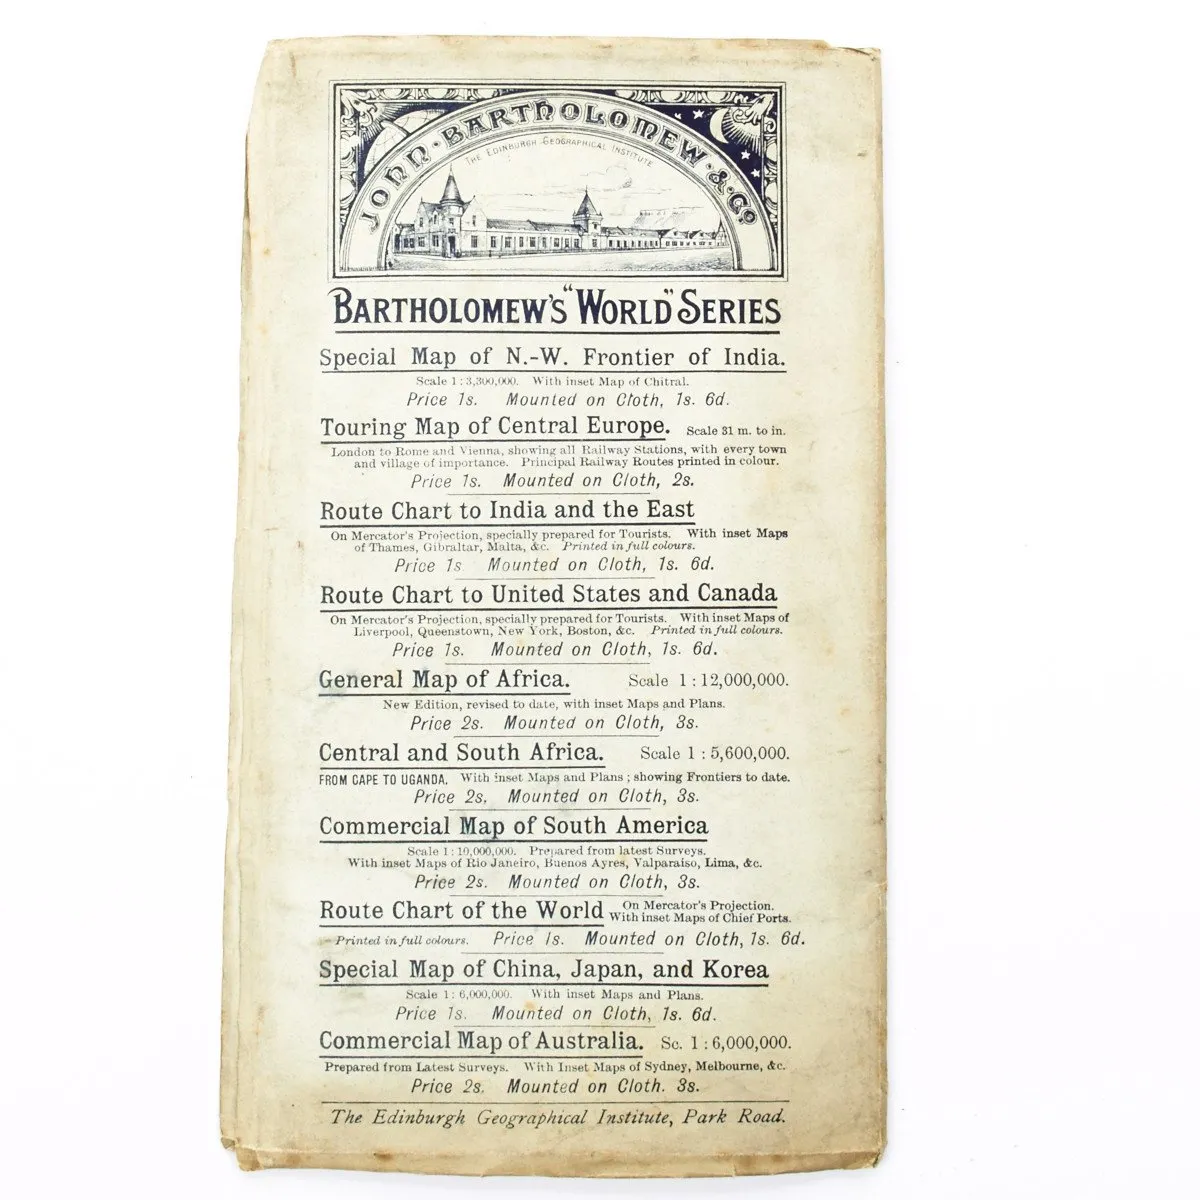 JOHN · BARTHOLOMEW · & · Co
THE EDINBURGH GEOGRAPHICAL INSTITUTE
BARTHOLOMEW'S "WORLD" SERIES
Special Map of N.-W. Frontier of India.
Scale 1 : 3,300,000. With inset Map of Chitral.
Price 1s. Mounted on Cloth, 1s. 6d.
Touring Map of Central Europe. Scale 31 m. to in.
London to Rome and Vienna, showing all Railway Stations, with every town
and village of importance. Principal Railway Routes printed in colour.
Price 1s. Mounted on Cloth, 2s.
Route Chart to India and the East
On Mercator's Projection, specially prepared for Tourists. With inset Maps
of Thames, Gibraltar, Malta, &c. Printed in full colours.
Price 1s Mounted on Cloth, 1s. 6d.
Route Chart to United States and Canada
On Mercator's Projection, specially prepared for Tourists. With inset Maps of
Liverpool, Queenstown, New York, Boston, &c. Printed in full colours.
Price 1s. Mounted on Cloth, 1s. 6d.
General Map of Africa. Scale 1 : 12,000,000.
New Edition, revised to date, with inset Maps and Plans.
Price 2s. Mounted on Cloth, 3s.
Central and South Africa. Scale 1 : 5,600,000.
FROM CAPE TO UGANDA. With inset Maps and Plans ; showing Frontiers to date.
Price 2s. Mounted on Cloth, 3s.
Commercial Map of South America
Scale 1 : 10,000,000. Prepared from latest Surveys.
With inset Maps of Rio Janeiro, Buenos Ayres, Valparaiso, Lima, &c.
Price 2s. Mounted on Cloth, 3s.
Route Chart of the World On Mercator's Projection.
With inset Maps of Chief Ports.
Printed in full colours. Price 1s. Mounted on Cloth, 1s. 6d.
Special Map of China, Japan, and Korea
Scale 1 : 6,000,000. With inset Maps and Plans.
Price 1s. Mounted on Cloth, 1s. 6d.
Commercial Map of Australia. Sc. 1 : 6,000,000.
Prepared from Latest Surveys. With Inset Maps of Sydney, Melbourne, &c.
Price 2s. Mounted on Cloth. 3s.
The Edinburgh Geographical Institute, Park Road.